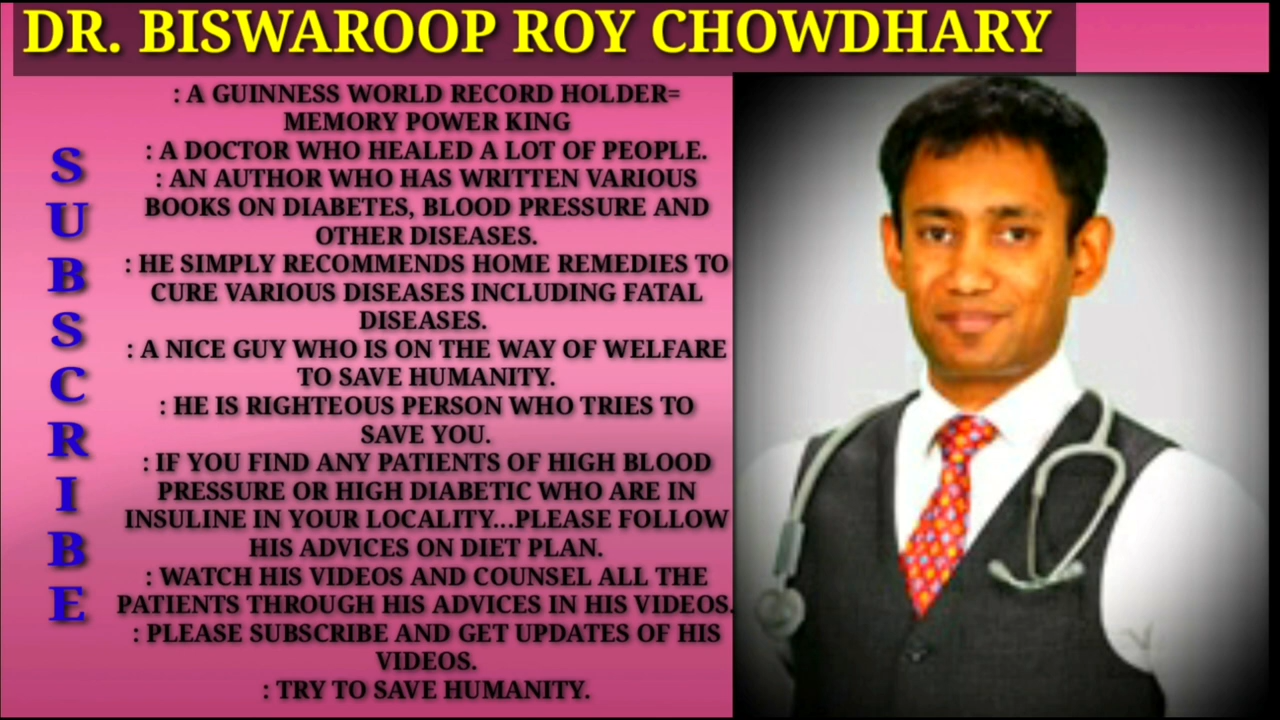 DR. BISWAROOP ROY CHOWDHARY
: A GUINNESS WORLD RECORD HOLDER=
MEMORY POWER KING
: A DOCTOR WHO HEALED A LOT OF PEOPLE.
: AN AUTHOR WHO HAS WRITTEN VARIOUS
BOOKS ON DIABETES, BLOOD PRESSURE AND
OTHER DISEASES.
: HE SIMPLY RECOMMENDS HOME REMEDIES TO
CURE VARIOUS DISEASES INCLUDING FATAL
DISEASES.
: A NICE GUY WHO IS ON THE WAY OF WELFARE
TO SAVE HUMANITY.
: HE IS RIGHTEOUS PERSON WHO TRIES TO
SAVE YOU.
: IF YOU FIND ANY PATIENTS OF HIGH BLOOD
PRESSURE OR HIGH DIABETIC WHO ARE IN
INSULINE IN YOUR LOCALITY...PLEASE FOLLOW
HIS ADVICES ON DIET PLAN.
: WATCH HIS VIDEOS AND COUNSEL ALL THE
PATIENTS THROUGH HIS ADVICES IN HIS VIDEOS.
: PLEASE SUBSCRIBE AND GET UPDATES OF HIS
VIDEOS.
: TRY TO SAVE HUMANITY.
SUBSCRIBE